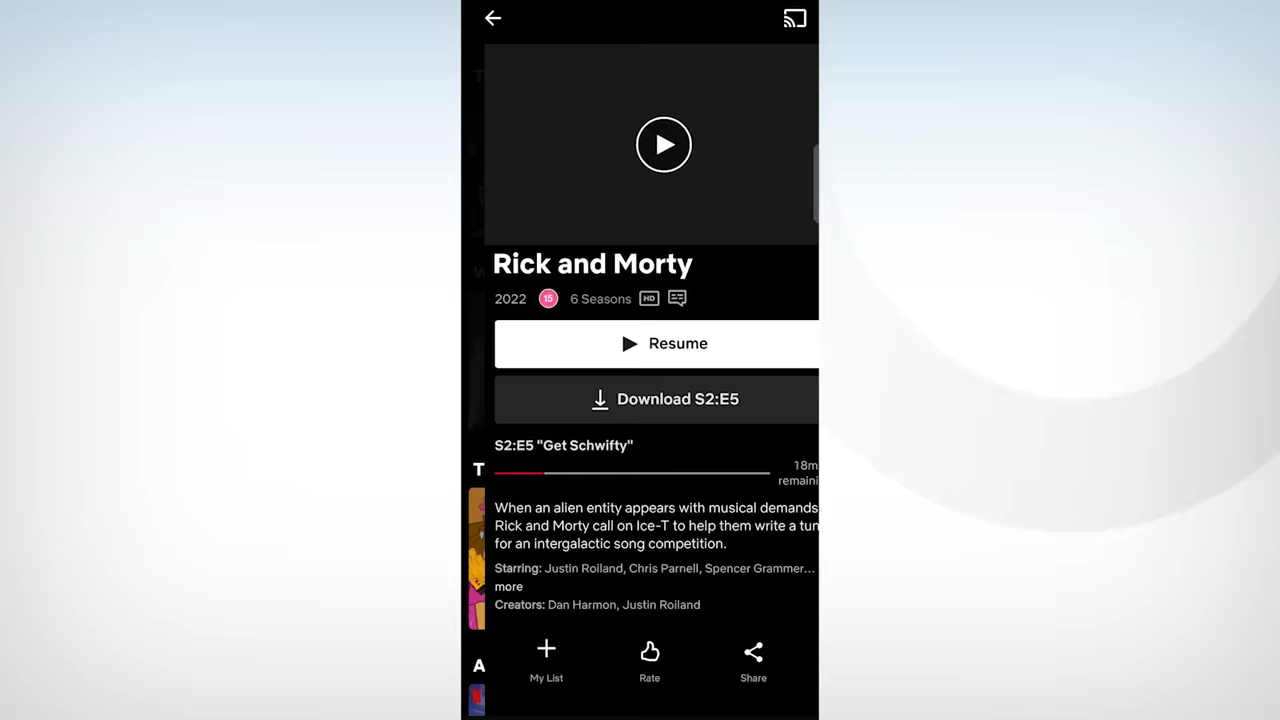 Rick and Morty
2022 15 6 Seasons HD
Resume
Download S2:E5
S2:E5 "Get Schwifty"
18m
remaini
When an alien entity appears with musical demands
Rick and Morty call on Ice-T to help them write a tun
for an intergalactic song competition.
Starring: Justin Roiland, Chris Parnell, Spencer Grammer...
more
Creators: Dan Harmon, Justin Roiland
T
A
My List Rate Share